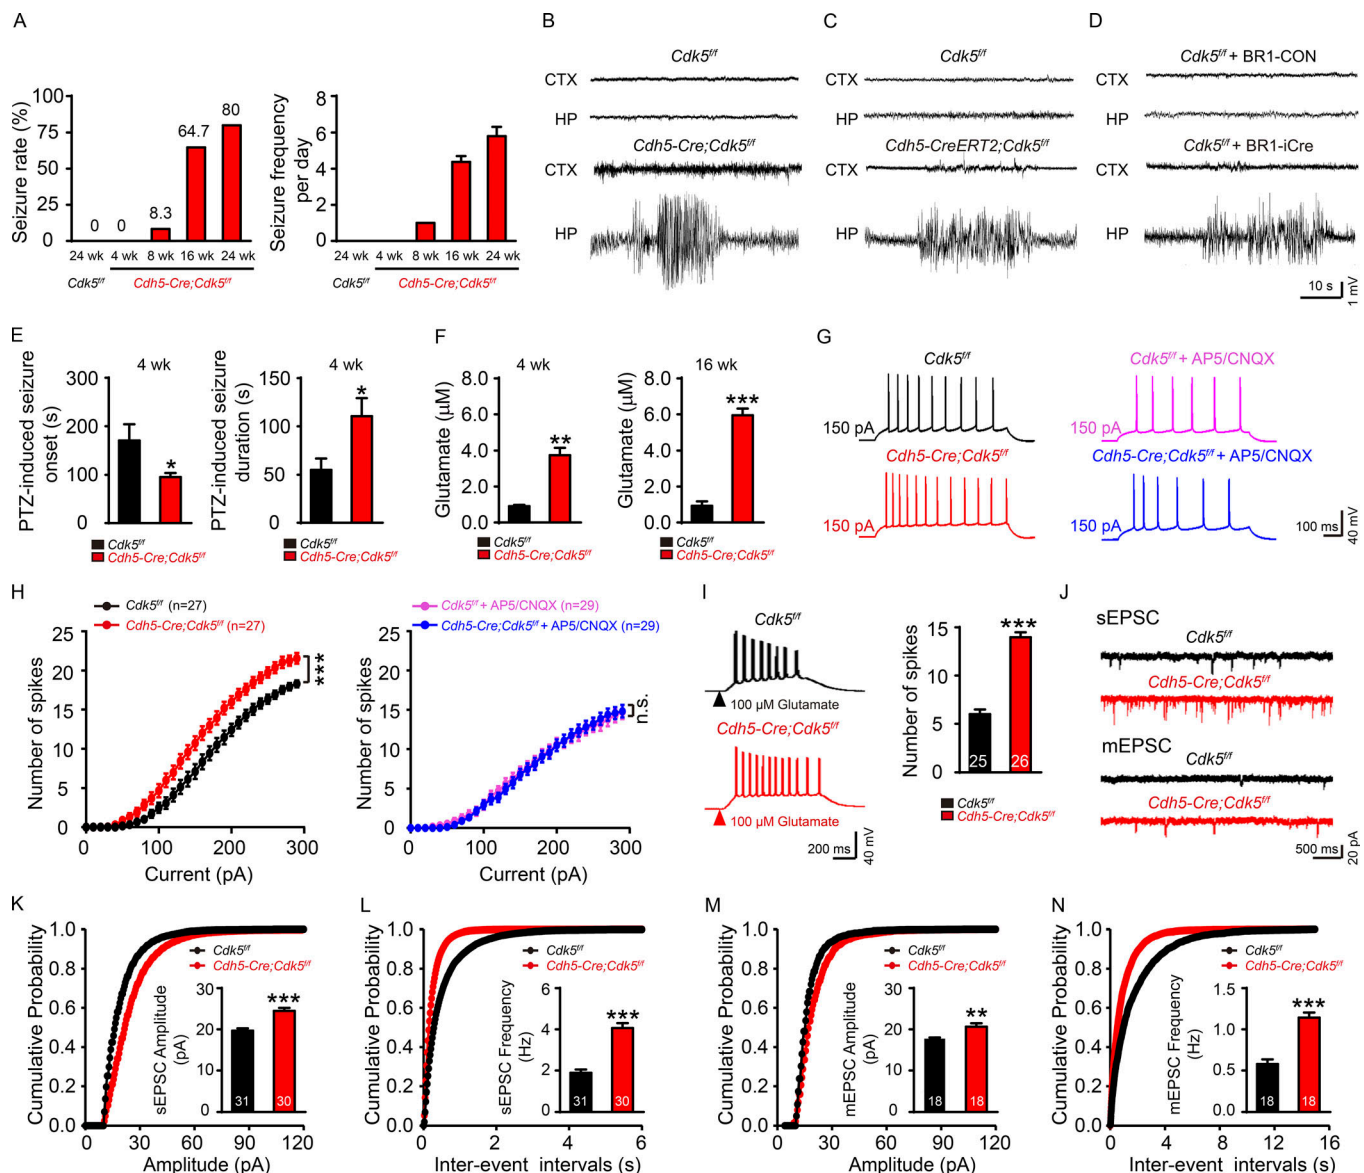 A
Seizure rate (%)
100
75
50
25
0
0
0
8.3
64.7
80
24 wk 4 wk 8 wk 16 wk 24 wk
Cdk5f/f
Cdh5-Cre;Cdk5f/f
Seizure frequency
per day
8
6
4
2
0
24 wk 4 wk 8 wk 16 wk 24 wk
Cdk5f/f
Cdh5-Cre;Cdk5f/f
B
Cdk5f/f
CTX
HP
Cdh5-Cre;Cdk5f/f
CTX
HP
C
Cdk5f/f
CTX
HP
Cdh5-CreERT2;Cdk5f/f
CTX
HP
D
Cdk5f/f + BR1-CON
CTX
HP
Cdk5f/f + BR1-iCre
CTX
HP
10 s
1 mV
E
PTZ-induced seizure
onset (s)
4 wk
300
200
100
0
*
Cdk5f/f
Cdh5-Cre;Cdk5f/f
PTZ-induced seizure
duration (s)
4 wk
150
100
50
0
*
Cdk5f/f
Cdh5-Cre;Cdk5f/f
F
Glutamate (μM)
4 wk
8.0
6.0
4.0
2.0
0.0
**
Cdk5f/f
Cdh5-Cre;Cdk5f/f
Glutamate (μM)
16 wk
8.0
6.0
4.0
2.0
0.0
***
Cdk5f/f
Cdh5-Cre;Cdk5f/f
G
Cdk5f/f
150 pA
Cdh5-Cre;Cdk5f/f
150 pA
Cdk5f/f + AP5/CNQX
150 pA
Cdh5-Cre;Cdk5f/f + AP5/CNQX
150 pA
100 ms
40 mV
H
Cdk5f/f (n=27)
Cdh5-Cre;Cdk5f/f (n=27)
Number of spikes
25
20
15
10
5
0
***
0 100 200 300
Current (pA)
Cdk5f/f + AP5/CNQX (n=29)
Cdh5-Cre;Cdk5f/f + AP5/CNQX (n=29)
Number of spikes
25
20
15
10
5
0
n.s.
0 100 200 300
Current (pA)
I
Cdk5f/f
100 μM Glutamate
Cdh5-Cre;Cdk5f/f
100 μM Glutamate
200 ms
40 mV
Number of spikes
15
10
5
0
***
25
26
Cdk5f/f
Cdh5-Cre;Cdk5f/f
J
sEPSC
Cdk5f/f
Cdh5-Cre;Cdk5f/f
mEPSC
Cdk5f/f
Cdh5-Cre;Cdk5f/f
500 ms
20 pA
K
Cumulative Probability
1.0
0.8
0.6
0.4
0.2
0.0
Cdk5f/f
Cdh5-Cre;Cdk5f/f
sEPSC Amplitude
(pA)
30
20
10
0
***
31
30
0 30 60 90 120
Amplitude (pA)
L
Cumulative Probability
1.0
0.8
0.6
0.4
0.2
0.0
Cdk5f/f
Cdh5-Cre;Cdk5f/f
sEPSC Frequency
(Hz)
6
4
2
0
***
31
30
0 2 4 6
Inter-event intervals (s)
M
Cumulative Probability
1.0
0.8
0.6
0.4
0.2
0.0
Cdk5f/f
Cdh5-Cre;Cdk5f/f
mEPSC Amplitude
(pA)
30
20
10
0
**
18
18
0 30 60 90 120
Amplitude (pA)
N
Cumulative Probability
1.0
0.8
0.6
0.4
0.2
0.0
Cdk5f/f
Cdh5-Cre;Cdk5f/f
mEPSC Frequency
(Hz)
1.5
1.0
0.5
0.0
***
18
18
0 4 8 12 16
Inter-event intervals (s)